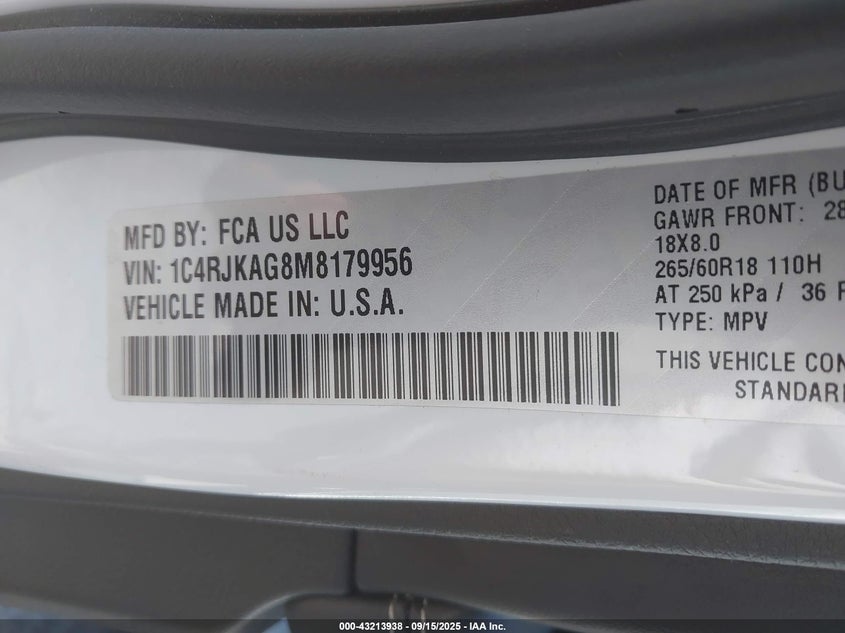 MFD BY: FCA US LLC
VIN: 1C4RJKAG8M8179956
VEHICLE MADE IN: U.S.A.
DATE OF MFR (BU
GAWR FRONT: 28
18X8.0
265/60R18 110H
AT 250 kPa / 36 P
TYPE: MPV
THIS VEHICLE CON
STANDAR
000-43213938 - 09/15/2025 - IAA Inc.